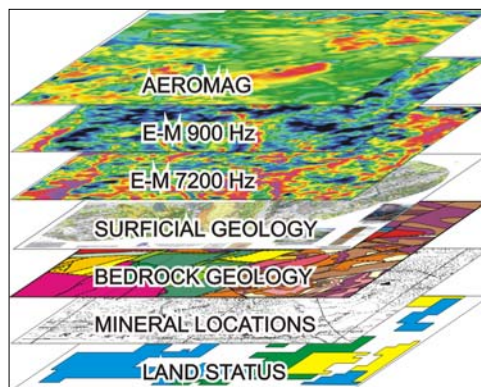 AEROMAG
E-M 900 Hz
E-M 7200 Hz
SURFICIAL GEOLOGY
BEDROCK GEOLOGY
MINERAL LOCATIONS
LAND STATUS